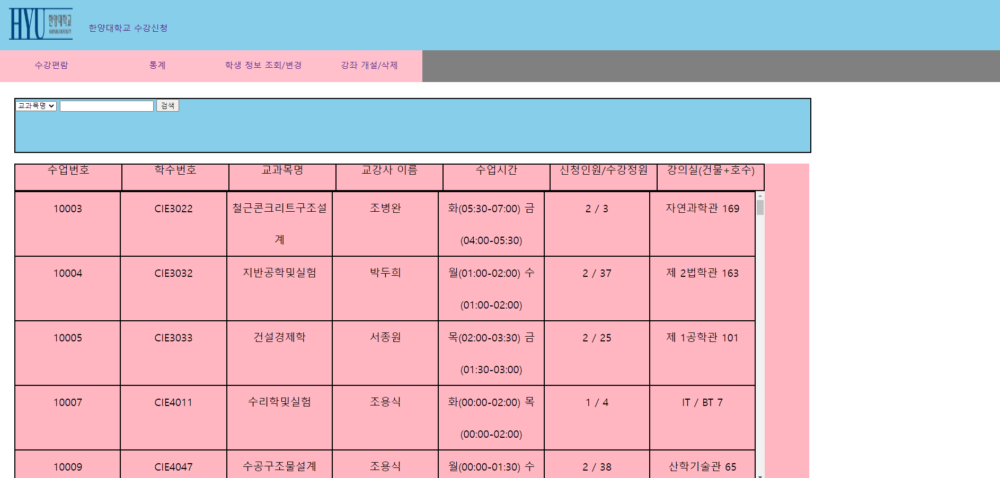 HYU 한양대학교
HANYANG UNIVERSITY
한양대학교 수강신청
수강편람 통계 학생 정보 조회/변경 강좌 개설/삭제
교과목명 검색
수업번호 학수번호 교과목명 교강사 이름 수업시간 신청인원/수강정원 강의실(건물+호수)
10003 CIE3022 철근콘크리트구조설 조병완 화(05:30-07:00) 금 2 / 3 자연과학관 169
계 (04:00-05:30)
10004 CIE3032 지반공학및실험 박두희 월(01:00-02:00) 수 2 / 37 제 2법학관 163
(01:00-02:00)
10005 CIE3033 건설경제학 서종원 목(02:00-03:30) 금 2 / 25 제 1공학관 101
(01:30-03:00)
10007 CIE4011 수리학및실험 조용식 화(00:00-02:00) 목 1 / 4 IT / BT 7
(00:00-02:00)
10009 CIE4047 수공구조물설계 조용식 월(00:00-01:30) 수 2 / 38 산학기술관 65